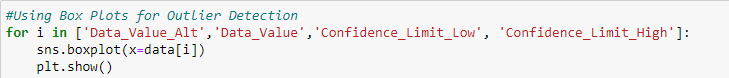 #Using Box Plots for Outlier Detection
for i in ['Data_Value_Alt','Data_Value','Confidence_Limit_Low', 'Confidence_Limit_High']:
    sns.boxplot(x=data[i])
    plt.show()